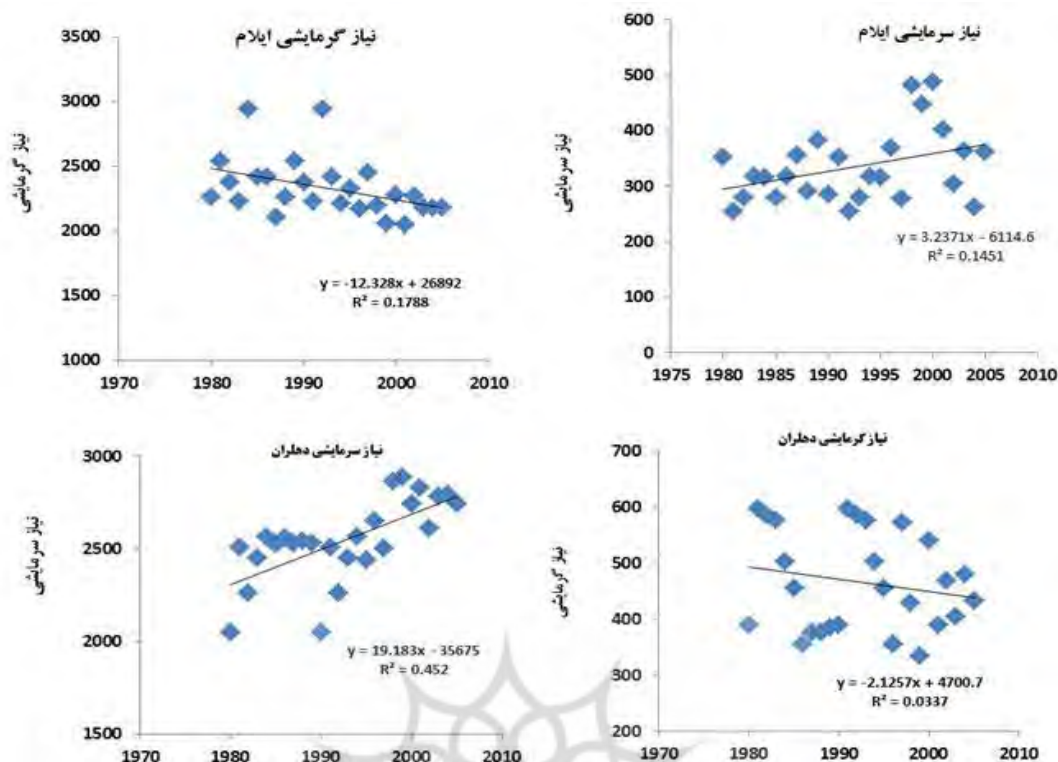 نیاز گرمایشی ایلام
3500
3000
2500
2000
1500
1000
نیاز گرمایشی
y = -12.328x + 26892
R² = 0.1788
1970 1980 1990 2000 2010
نیاز سرمایشی ایلام
600
500
400
300
200
100
0
نیاز سرمایشی
y = 3.2371x - 6114.6
R² = 0.1451
1975 1980 1985 1990 1995 2000 2005 2010
نیاز سرمایشی دهلران
3000
2500
2000
1500
نیاز سرمایشی
y = 19.183x - 35675
R² = 0.452
1970 1980 1990 2000 2010
نیاز گرمایشی دهلران
700
600
500
400
300
200
نیاز گرمایشی
y = -2.1257x + 4700.7
R² = 0.0337
1970 1980 1990 2000 2010